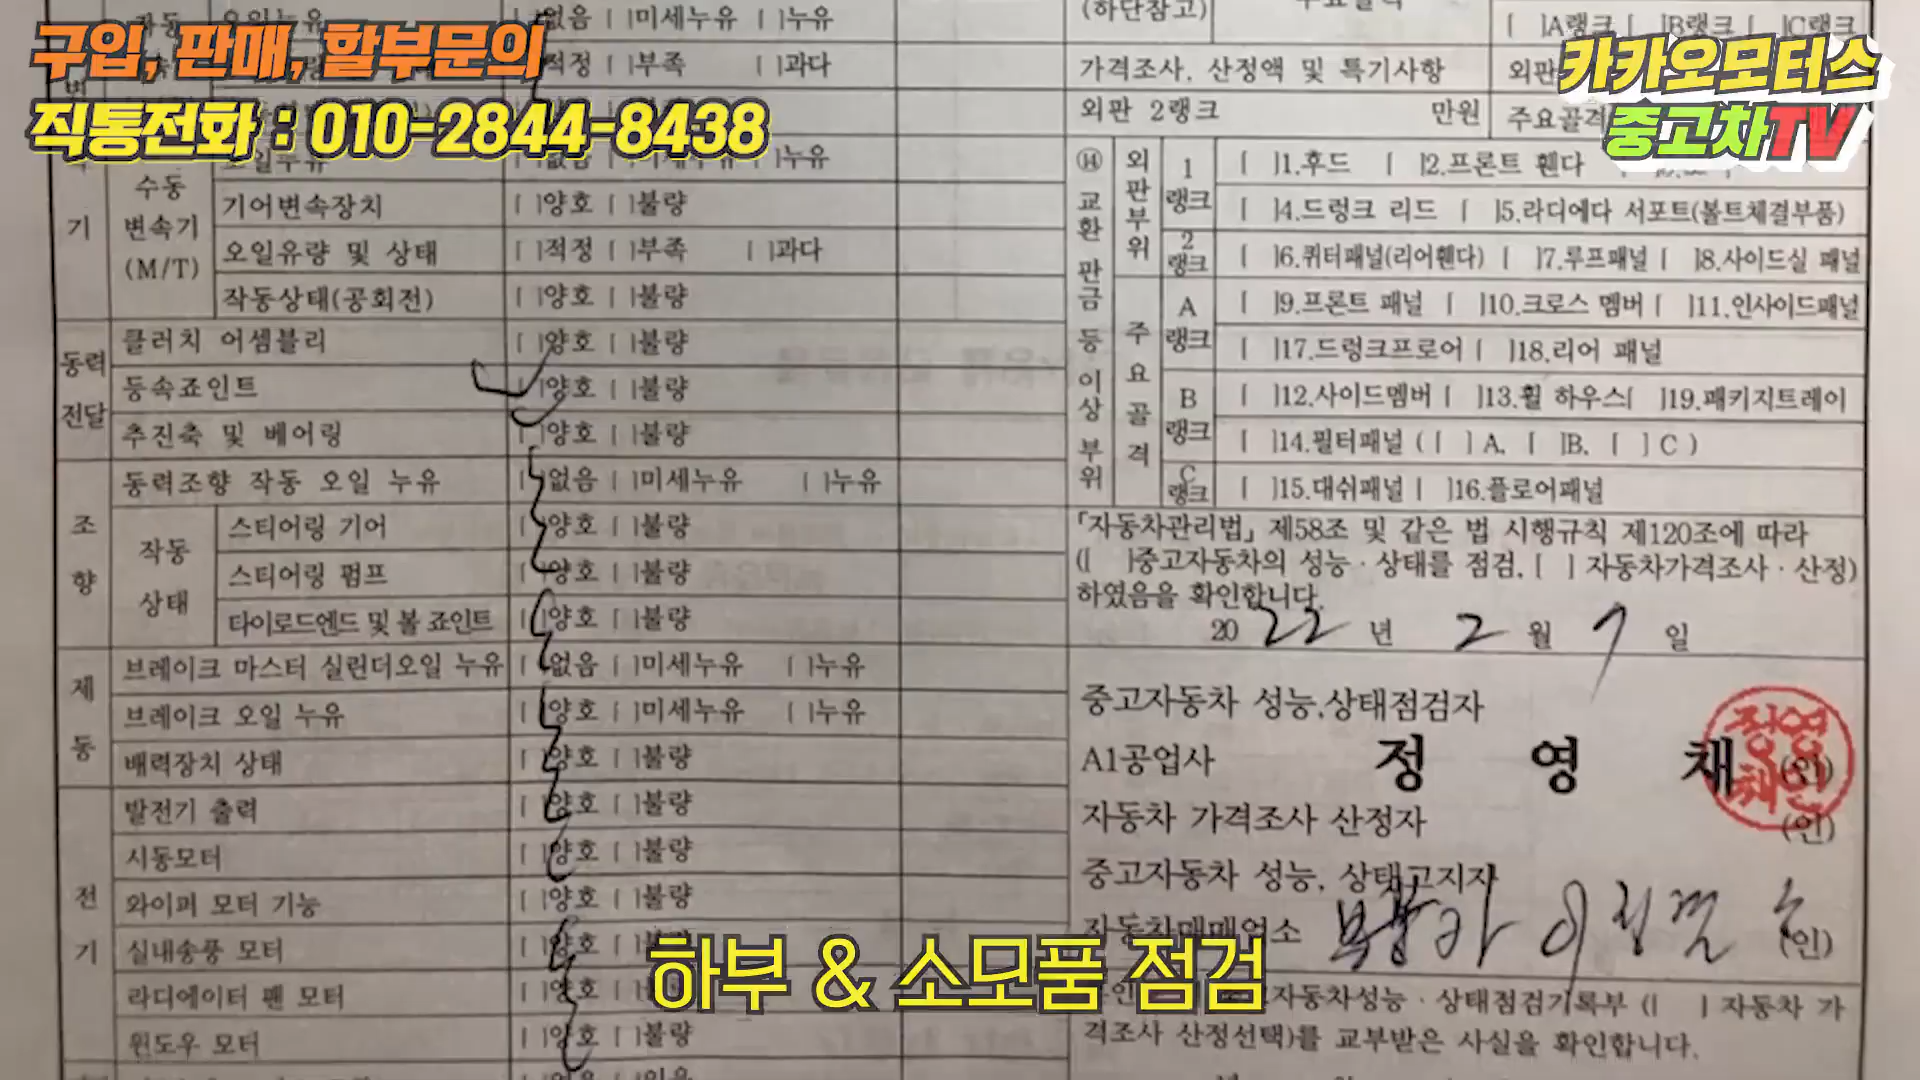 구입, 판매, 할부문의
직통전화 : 010-2844-8438
카카오모터스
중고차TV
없음 [ ]미세누유 [ ]누유
적정 [ ]부족 [ ]과다
기
수동
변속기
(M/T)
기어변속장치 [ ]양호 [ ]불량
오일유량 및 상태 [ ]적정 [ ]부족 [ ]과다
작동상태(공회전) [ ]양호 [ ]불량
동력
전달
클러치 어셈블리 [ ]양호 [ ]불량
등속죠인트 [ ]양호 [ ]불량
추진축 및 베어링 [ ]양호 [ ]불량
조
향
동력조향 작동 오일 누유 [ ]없음 [ ]미세누유 [ ]누유
작동
상태
스티어링 기어 [ ]양호 [ ]불량
스티어링 펌프 [ ]양호 [ ]불량
타이로드엔드 및 볼 죠인트 [ ]양호 [ ]불량
제
동
브레이크 마스터 실린더오일 누유 [ ]없음 [ ]미세누유 [ ]누유
브레이크 오일 누유 [ ]양호 [ ]미세누유 [ ]누유
배력장치 상태 [ ]양호 [ ]불량
전
기
발전기 출력 [ ]양호 [ ]불량
시동모터 [ ]양호 [ ]불량
와이퍼 모터 기능 [ ]양호 [ ]불량
실내송풍 모터 [ ]양호
라디에이터 팬 모터 [ ]양호
윈도우 모터 [ ]양호 [ ]불량
(하단참고)
[ ]A랭크 [ ]B랭크 [ ]C랭크
가격조사, 산정액 및 특기사항 외판
외판 2랭크 만원 주요골격
⑭ 교환 판금 등 이상 부위
외판부위
1
랭크
[ ]1.후드 [ ]2.프론트 휀다
[ ]4.드렁크 리드 [ ]5.라디에다 서포트(볼트체결부품)
2
랭크
[ ]6.쿼터패널(리어휀다) [ ]7.루프패널 [ ]8.사이드실 패널
주요골격
A
랭크
[ ]9.프론트 패널 [ ]10.크로스 멤버 [ ]11.인사이드패널
[ ]17.드렁크프로어 [ ]18.리어 패널
B
랭크
[ ]12.사이드멤버 [ ]13.휠 하우스[ ]19.패키지트레이
[ ]14.필터패널 ( [ ] A, [ ]B, [ ] C )
C
랭크
[ ]15.대쉬패널 [ ]16.플로어패널
「자동차관리법」 제58조 및 같은 법 시행규칙 제120조에 따라
([ ]중고자동차의 성능·상태를 점검, [ ] 자동차가격조사·산정)
하였음을 확인합니다.
20 22 년 2 월 7 일
중고자동차 성능,상태점검자
A1공업사 정 영 채 (인)
정영채인
자동차 가격조사 산정자 (인)
중고자동차 성능, 상태고지자
자동차매매업소 (인)
자동차성능·상태점검기록부 ([ ] 자동차 가
격조사 산정선택)를 교부받은 사실을 확인합니다.
하부 & 소모품 점검